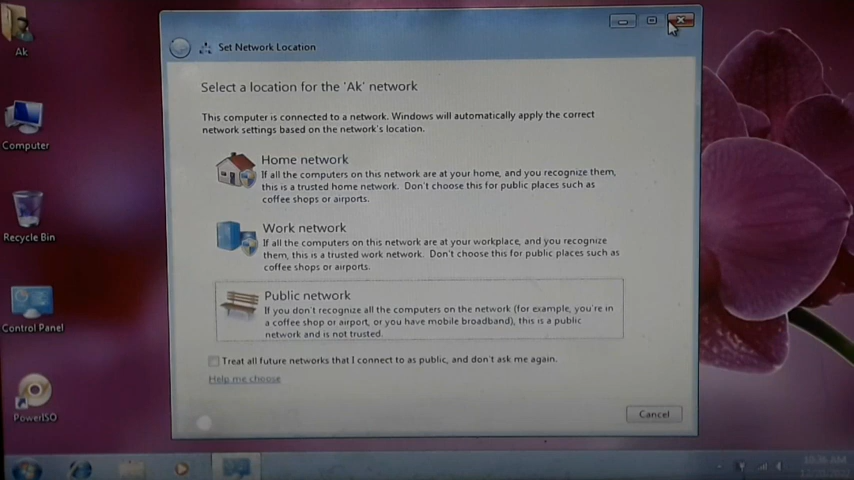 Ak
Set Network Location
Select a location for the 'Ak' network
This computer is connected to a network. Windows will automatically apply the correct
network settings based on the network's location.
Computer
Home network
If all the computers on this network are at your home, and you recognize them,
this is a trusted home network. Don't choose this for public places such as
coffee shops or airports.
Recycle Bin
Work network
If all the computers on this network are at your workplace, and you recognize
them, this is a trusted work network. Don't choose this for public places such as
coffee shops or airports.
Control Panel
Public network
If you don't recognize all the computers on the network (for example, you're in
a coffee shop or airport, or you have mobile broadband), this is a public
network and is not trusted.
Treat all future networks that I connect to as public, and don't ask me again.
Help me choose
PowerISO
Cancel